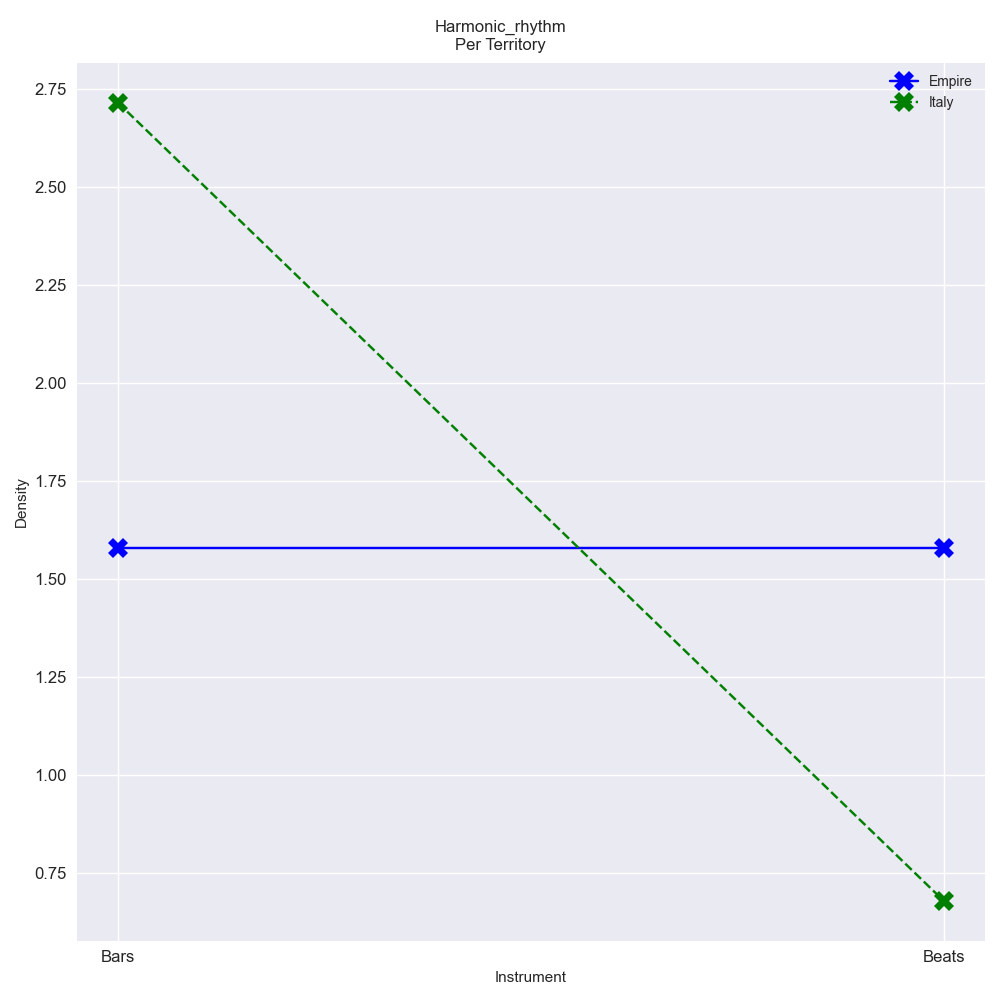 Harmonic_rhythm
Per Territory
Empire
Italy
Density
2.75
2.50
2.25
2.00
1.75
1.50
1.25
1.00
0.75
Bars
Beats
Instrument